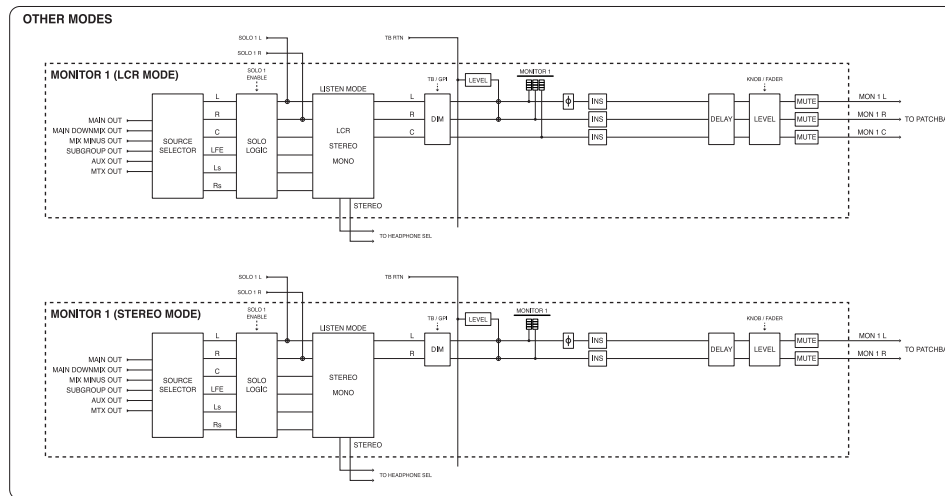 OTHER MODES
SOLO 1 L
TB RTN
SOLO 1 R
MONITOR 1 (LCR MODE)
SOLO 1
ENABLE
TB / GPI
LEVEL
MONITOR 1
KNOB / FADER
LISTEN MODE
L
L
MON 1 L
R
R
MON 1 R
TO PATCHBA
C
C
MON 1 C
LFE
Ls
Rs
MAIN OUT
MAIN DOWNMIX OUT
MIX MINUS OUT
SUBGROUP OUT
AUX OUT
MTX OUT
SOURCE
SELECTOR
SOLO
LOGIC
LCR
STEREO
MONO
DIM
ϕ
INS
INS
INS
DELAY
LEVEL
MUTE
MUTE
MUTE
STEREO
TO HEADPHONE SEL
SOLO 1 L
TB RTN
SOLO 1 R
MONITOR 1 (STEREO MODE)
SOLO 1
ENABLE
TB / GPI
LEVEL
MONITOR 1
KNOB / FADER
LISTEN MODE
L
L
MON 1 L
R
R
MON 1 R
TO PATCHBA
C
LFE
Ls
Rs
MAIN OUT
MAIN DOWNMIX OUT
MIX MINUS OUT
SUBGROUP OUT
AUX OUT
MTX OUT
SOURCE
SELECTOR
SOLO
LOGIC
STEREO
MONO
DIM
ϕ
INS
INS
DELAY
LEVEL
MUTE
MUTE
STEREO
TO HEADPHONE SEL